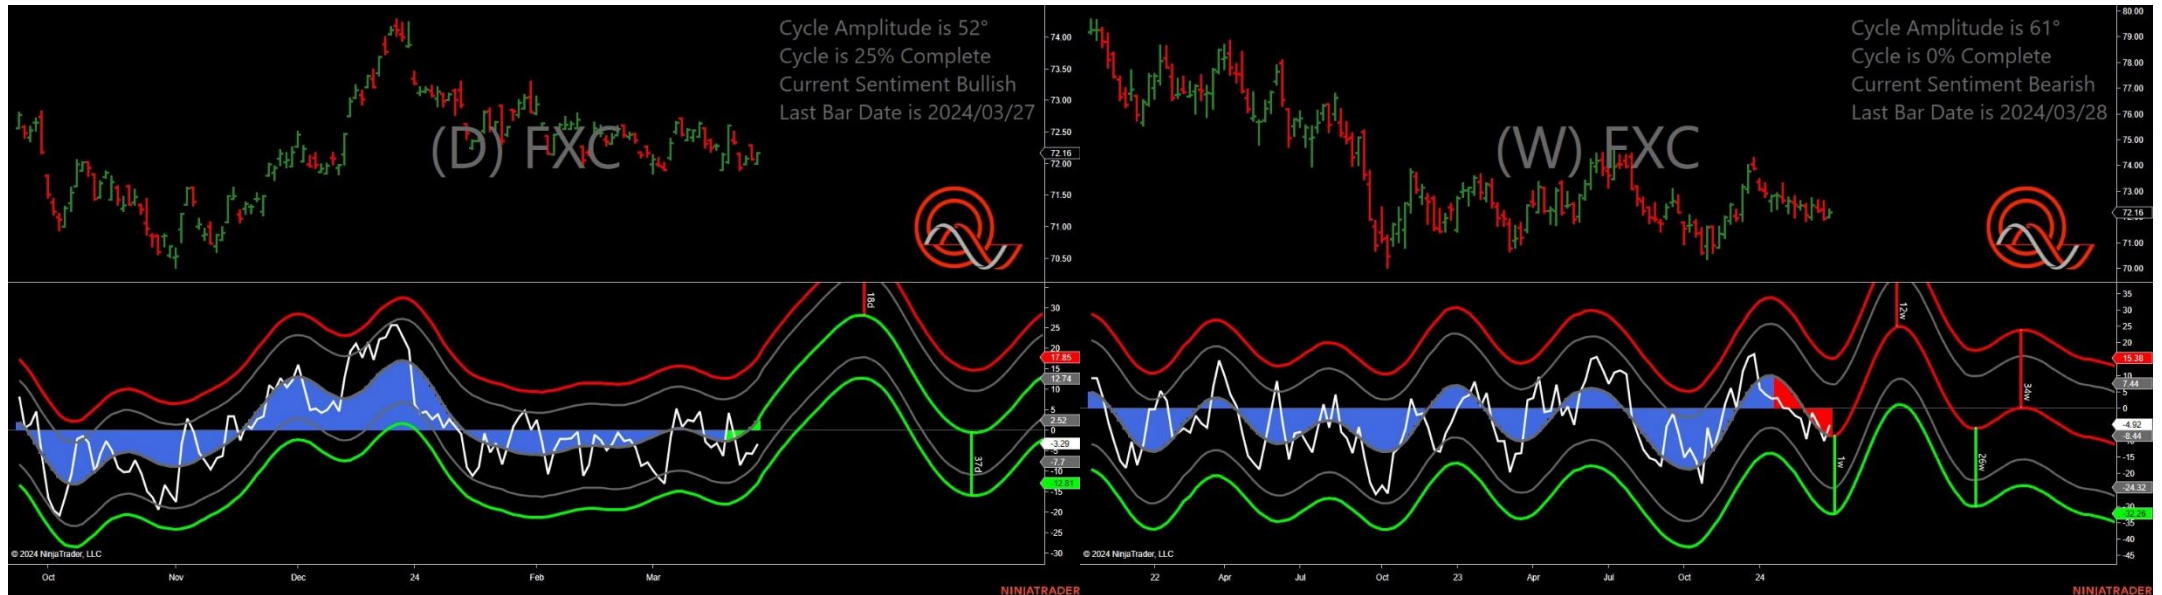 Cycle Amplitude is 52°
Cycle is 25% Complete
Current Sentiment Bullish
Last Bar Date is 2024/03/27
(D) FXC
74.00
73.50
73.00
72.50
72.16
72.00
71.50
71.00
70.50
18d
37d
30
25
20
17.85
15
12.74
10
5
2.52
0
-3.29
-5
-7.7
-10
-12.81
-15
-20
-25
-30
© 2024 NinjaTrader, LLC
Oct Nov Dec 24 Feb Mar
NINJATRADER
Cycle Amplitude is 61°
Cycle is 0% Complete
Current Sentiment Bearish
Last Bar Date is 2024/03/28
(W) FXC
80.00
79.00
78.00
77.00
76.00
75.00
74.00
73.00
72.16
71.00
70.00
12w
34w
1w
26w
35
30
25
20
15.38
10
7.44
5
0
-4.92
-8.44
-10
-15
-20
-24.32
-30
-32.26
-35
-40
-45
© 2024 NinjaTrader, LLC
22 Apr Jul Oct 23 Apr Jul Oct 24
NINJATRADER